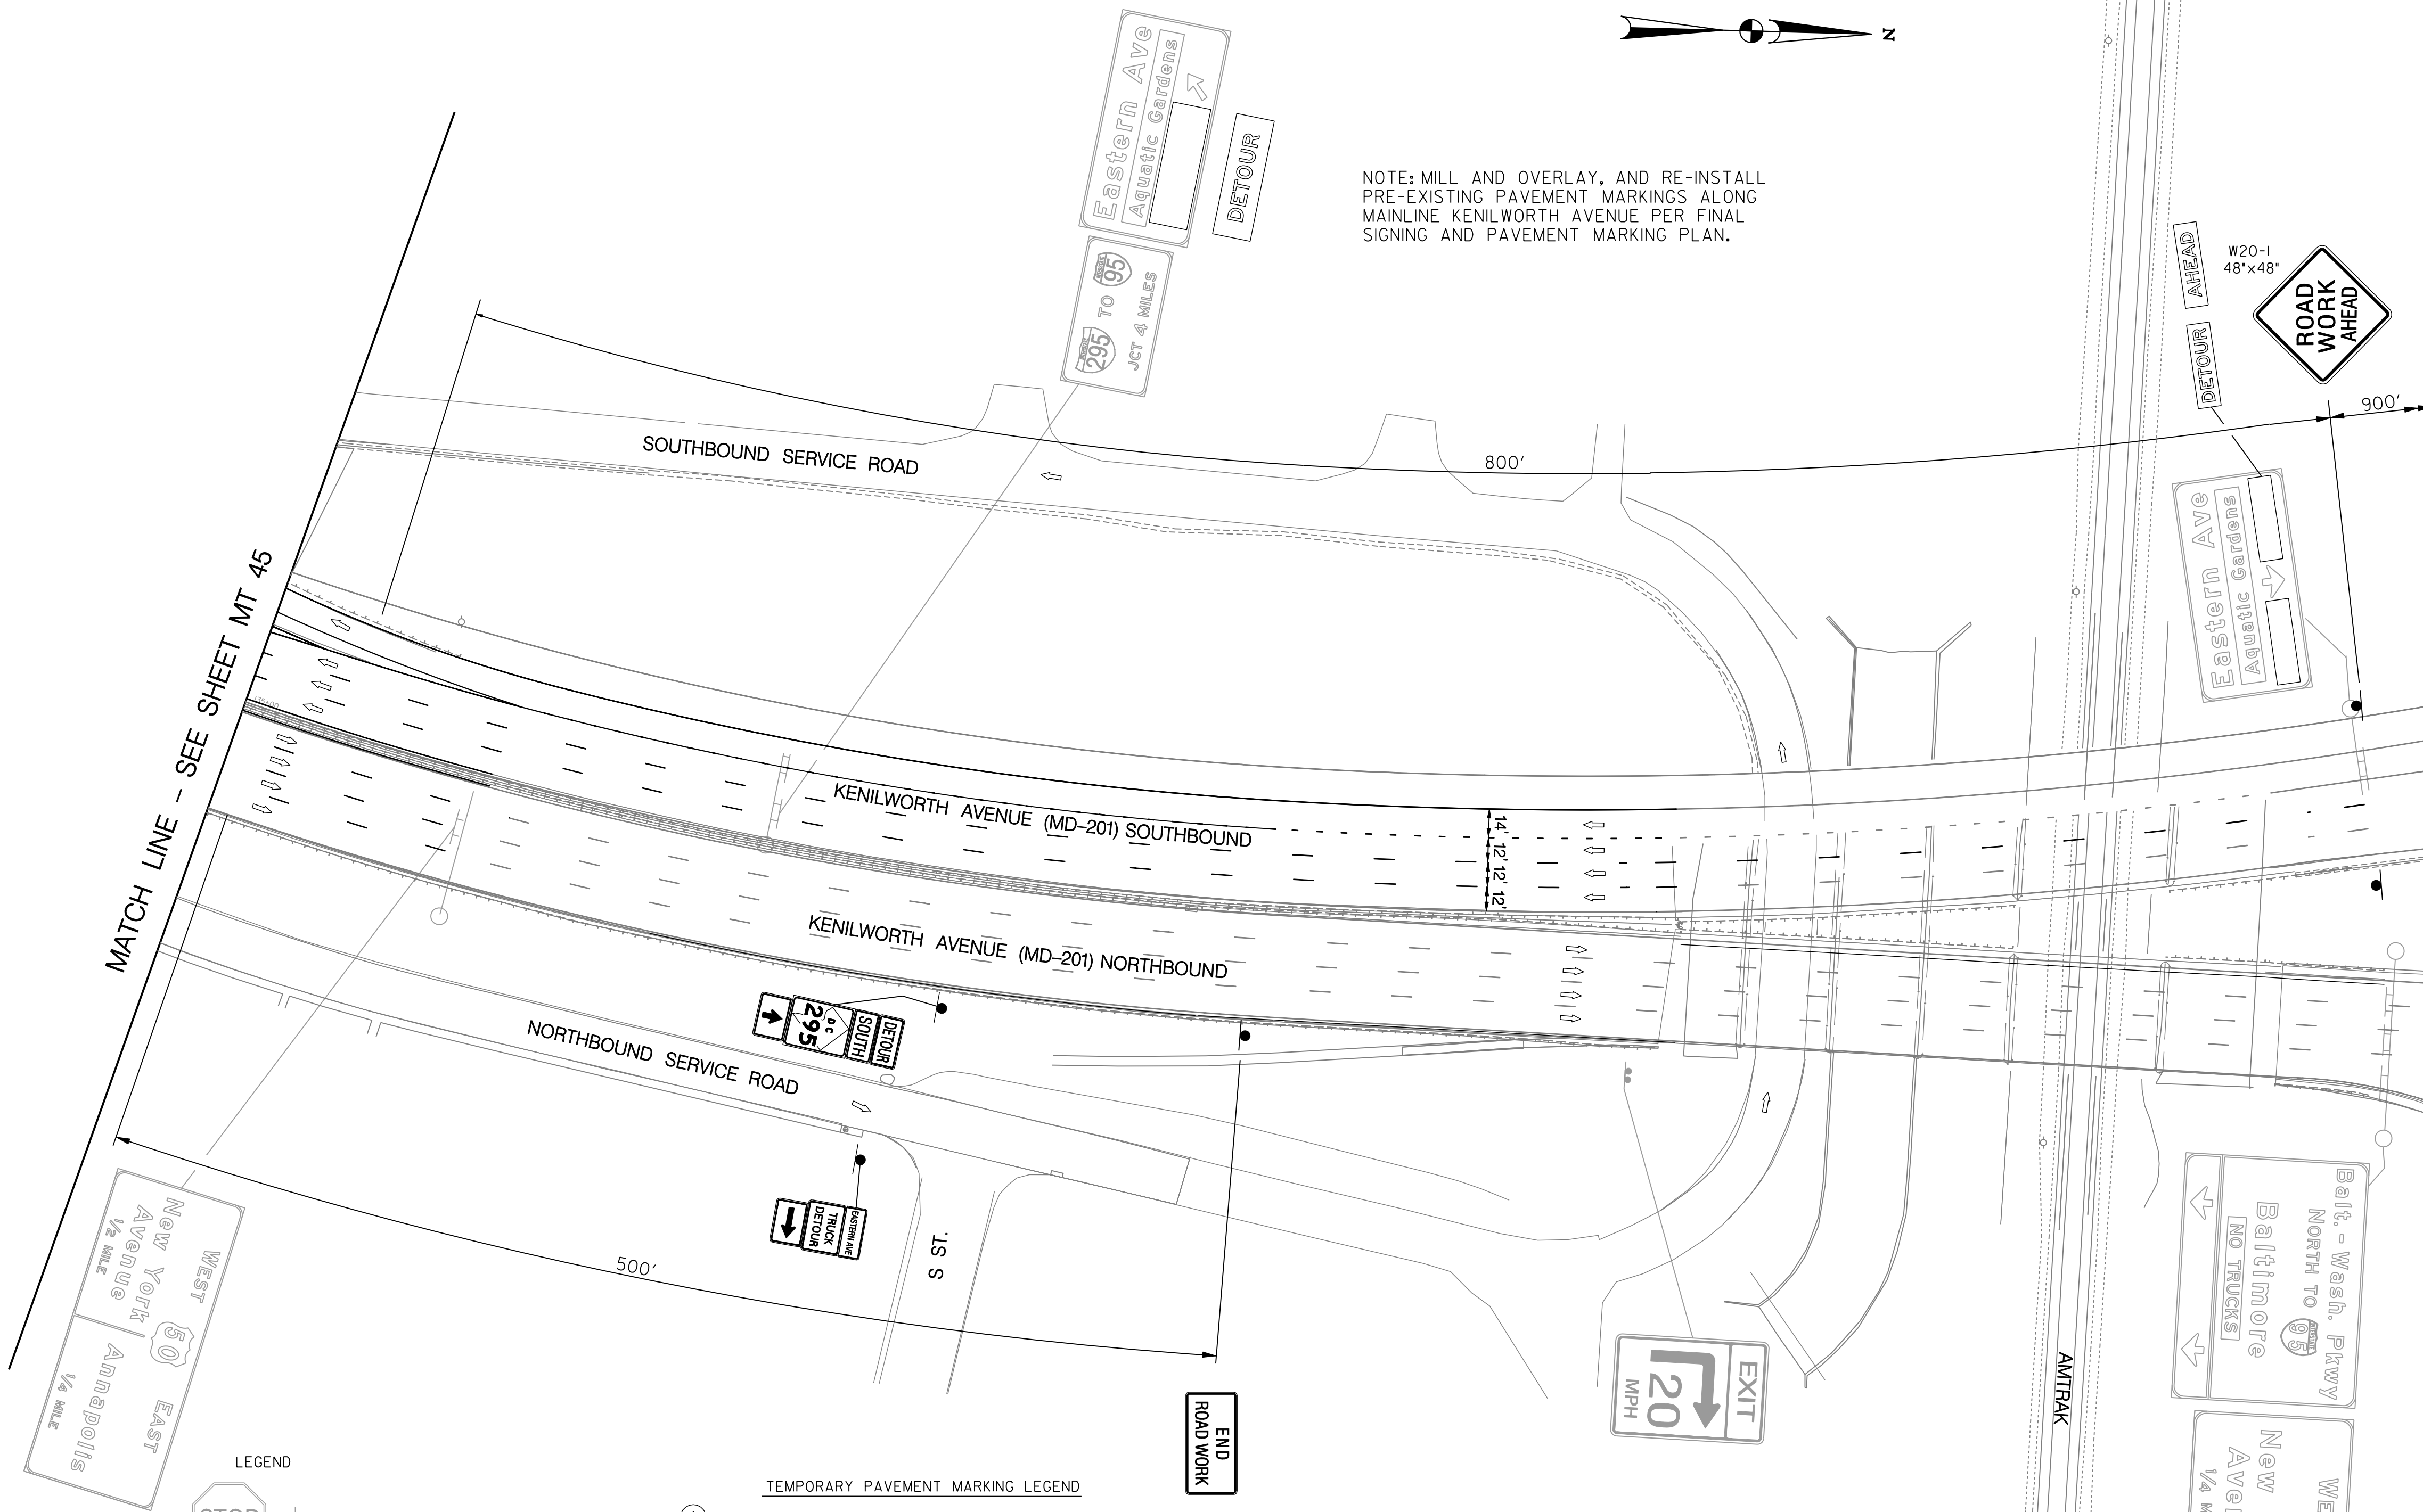 N
Eastern Ave
Aquatic Gardens
DETOUR
295 TO 95
JCT 4 MILES
NOTE: MILL AND OVERLAY, AND RE-INSTALL
PRE-EXISTING PAVEMENT MARKINGS ALONG
MAINLINE KENILWORTH AVENUE PER FINAL
SIGNING AND PAVEMENT MARKING PLAN.
DETOUR AHEAD
W20-1
48"x48"
ROAD
WORK
AHEAD
900'
800'
SOUTHBOUND SERVICE ROAD
Eastern Ave
Aquatic Gardens
MATCH LINE - SEE SHEET MT 45
KENILWORTH AVENUE (MD-201) SOUTHBOUND
14'
12'
12'
12'
KENILWORTH AVENUE (MD-201) NORTHBOUND
DETOUR
SOUTH
DC
295
NORTHBOUND SERVICE ROAD
EASTERN AVE
TRUCK
DETOUR
S ST.
500'
WEST 50 EAST
New York
Avenue
1/2 MILE
Annapolis
1/4 MILE
END
ROAD WORK
EXIT
20
MPH
AMTRAK
Balt.-Wash. Pkwy
NORTH TO 95
Baltimore
NO TRUCKS
New
1/4
LEGEND
TEMPORARY PAVEMENT MARKING LEGEND